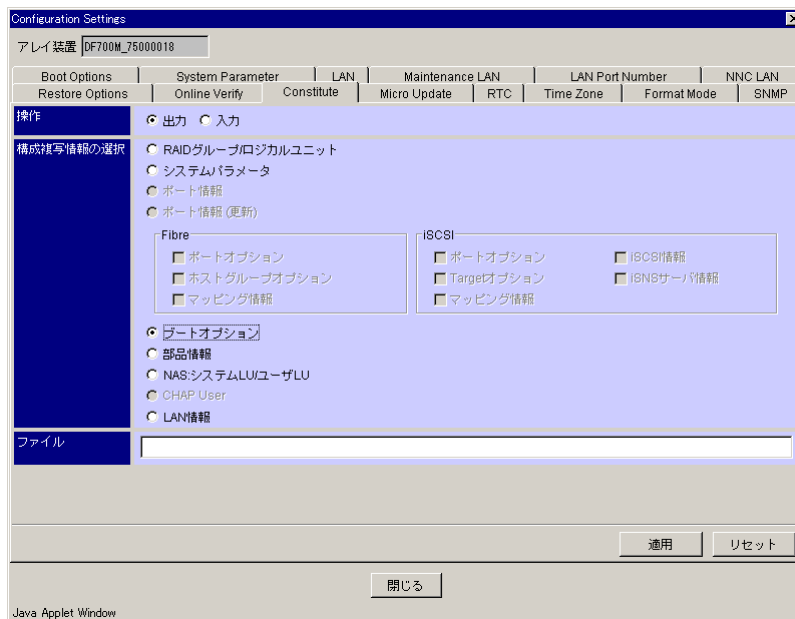 Configuration Settings
アレイ装置 DF700M_75000018
Boot Options System Parameter LAN Maintenance LAN LAN Port Number NNC LAN
Restore Options Online Verify Constitute Micro Update RTC Time Zone Format Mode SNMP
操作 出力 入力
構成複写情報の選択 RAIDグループ/ロジカルユニット
システムパラメータ
ポート情報
ポート情報 (更新)
Fibre iSCSI
ポートオプション ポートオプション iSCSI情報
ホストグループオプション Targetオプション iSNSサーバ情報
マッピング情報 マッピング情報
ブートオプション
部品情報
NAS:システムLU/ユーザLU
CHAP User
LAN情報
ファイル
適用 リセット
閉じる
Java Applet Window